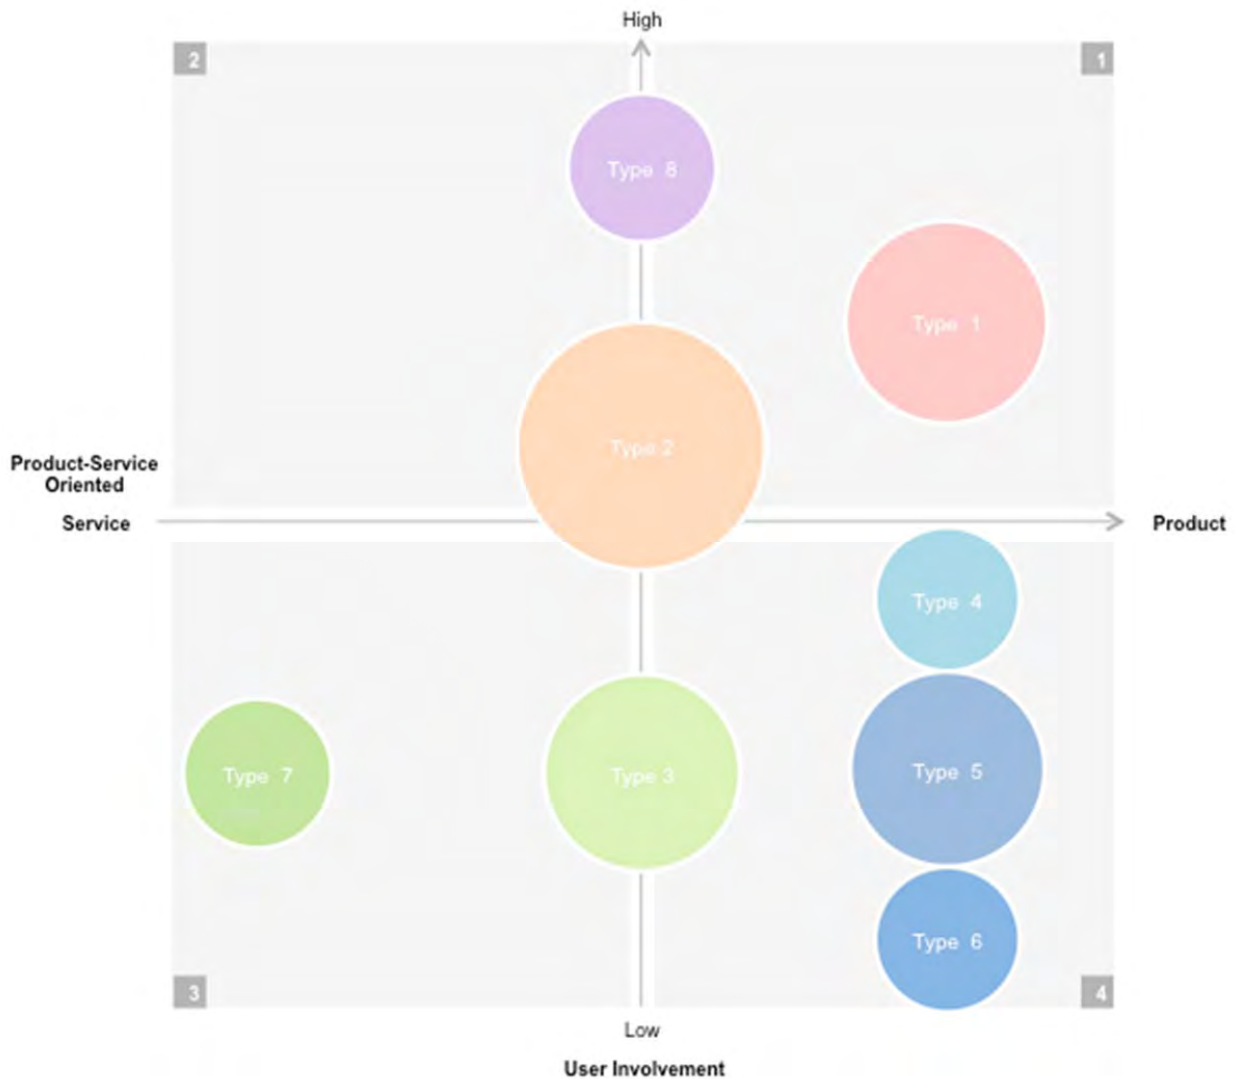 High
2
1
Type 8
Type 1
Type 2
Product-Service
Oriented
Service
Product
Type 4
Type 7
Type 3
Type 5
Type 6
3
4
Low
User Involvement